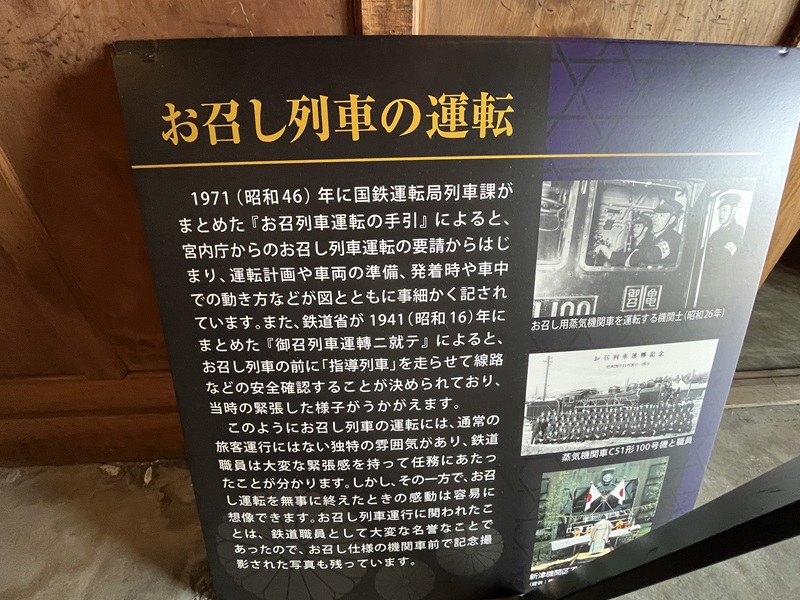 お召し列車の運転
1971（昭和46）年に国鉄運転局列車課が
まとめた『お召列車運転の手引』によると、
宮内庁からのお召し列車運転の要請からはじ
まり、運転計画や車両の準備、発着時や車中
での動き方などが図とともに事細かく記され
ています。また、鉄道省が1941（昭和16）年に
まとめた『御召列車運轉ニ就テ』によると、
お召し列車の前に「指導列車」を走らせて線路
などの安全確認することが決められており、
当時の緊張した様子がうかがえます。
このようにお召し列車の運転には、通常の
旅客運行にはない独特の雰囲気があり、鉄道
職員は大変な緊張感を持って任務にあたっ
たことが分かります。しかし、その一方で、お召
し運転を無事に終えたときの感動は容易に
想像できます。お召し列車運行に関われたこ
とは、鉄道職員として大変な名誉なことで
あったので、お召し仕様の機関車前で記念撮
影された写真も残っています。
100
御召
亀
お召し用蒸気機関車を運転する機関士（昭和26年）
お召列車運轉記念
蒸気機関車C51形100号機と職員
新津機関区